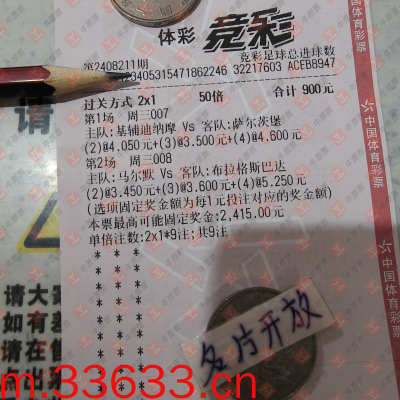 体彩 竞彩
竞彩足球总进球数
第2408211期
23405315471862246 32217603 ACEB8947
过关方式 2x1 50倍 合计 900元
第1场 周三007
主队:基辅迪纳摩 Vs 客队:萨尔茨堡
(2)@4.050元+(3)@3.500元+(4)@4.600元
第2场 周三008
主队:马尔默 Vs 客队:布拉格斯巴达
(2)@3.450元+(3)@3.600元+(4)@5.250元
(选项固定奖金额为每1元投注对应的奖金额)
本票最高可能固定奖金:2,415.00元
单倍注数:2x1*9注;共9注
* * *
* * *
* * *
* * *
* * *
* * *
* * *
名片开放
请
请大
如有
请在
点出票
中国体育彩票
中国体育彩票
m.33633.cn